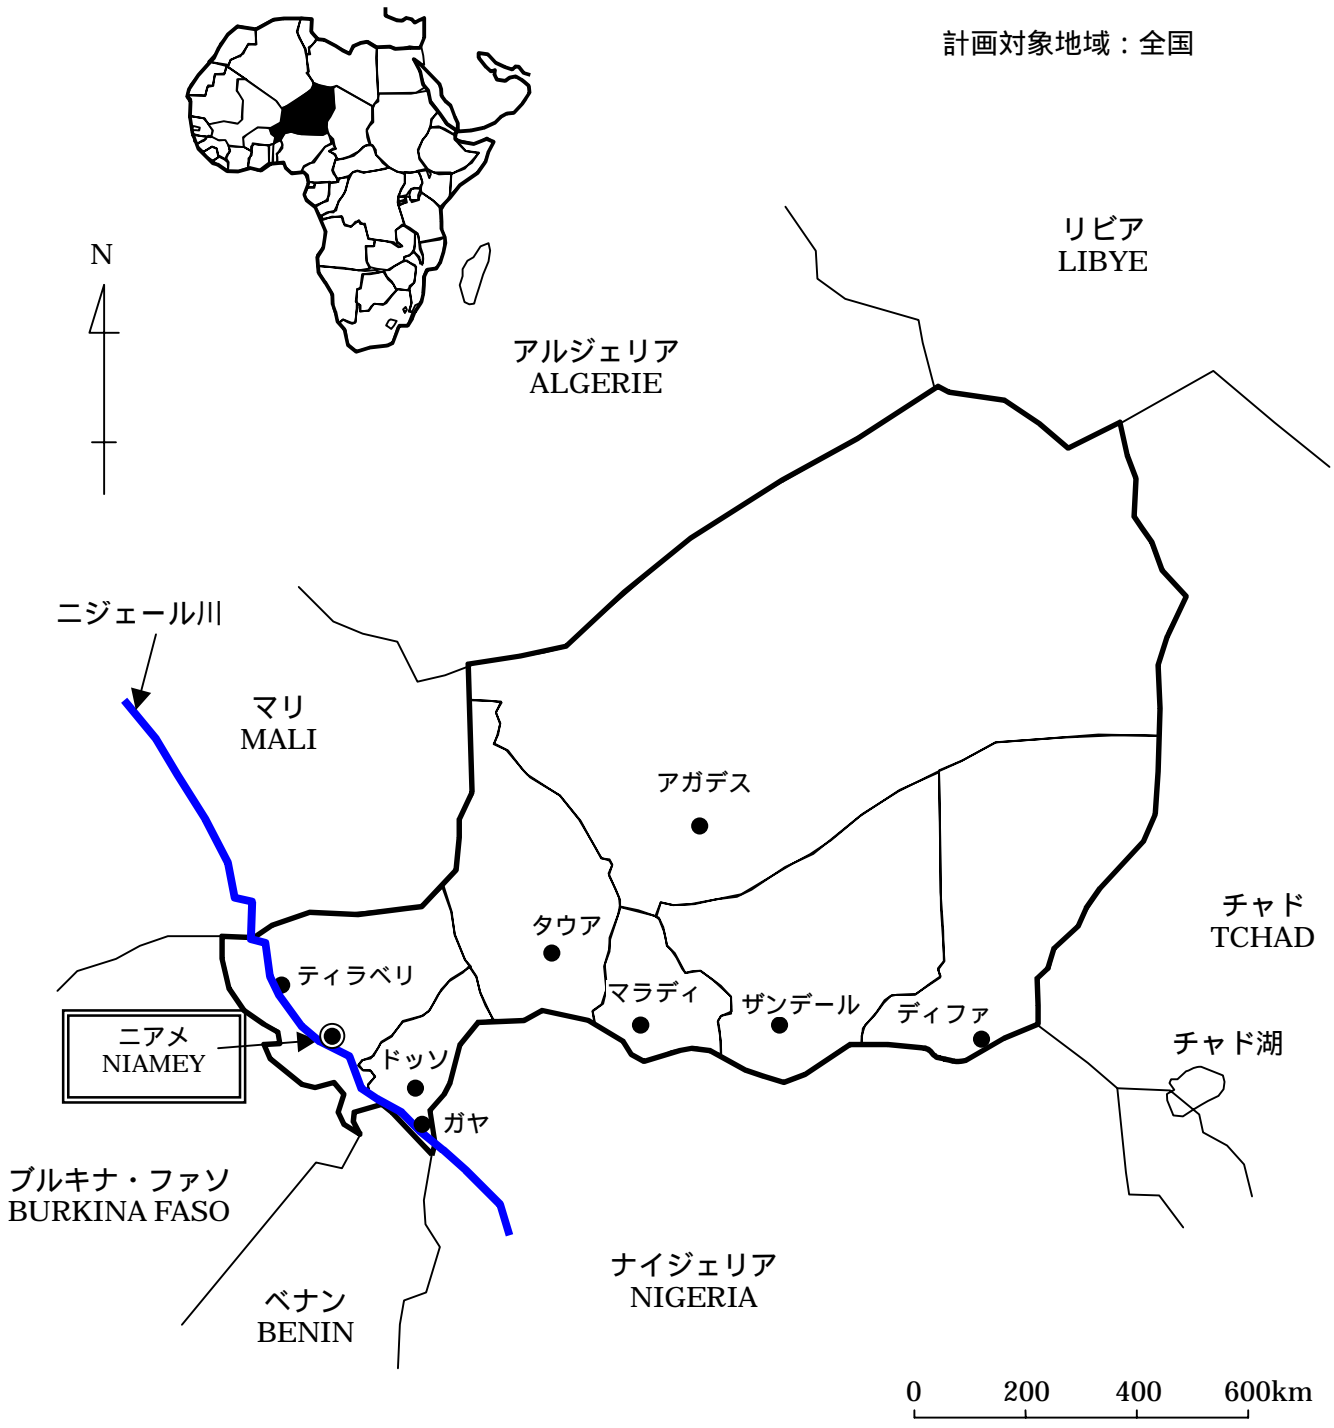 計画対象地域：全国
N
リビア
LIBYE
アルジェリア
ALGERIE
ニジェール川
マリ
MALI
アガデス
チャド
TCHAD
タウア
ティラベリ
マラディ
ザンデール
ディファ
ニアメ
NIAMEY
ドッソ
チャド湖
ガヤ
ブルキナ・ファソ
BURKINA FASO
ナイジェリア
NIGERIA
ベナン
BENIN
0 200 400 600km